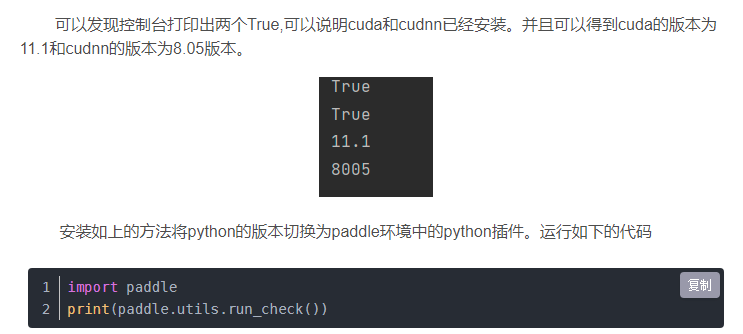 可以发现控制台打印出两个True,可以说明cuda和cudnn已经安装。并且可以得到cuda的版本为
11.1和cudnn的版本为8.05版本。
True
True
11.1
8005
安装如上的方法将python的版本切换为paddle环境中的python插件。运行如下的代码
复制
1 import paddle
2 print(paddle.utils.run_check())